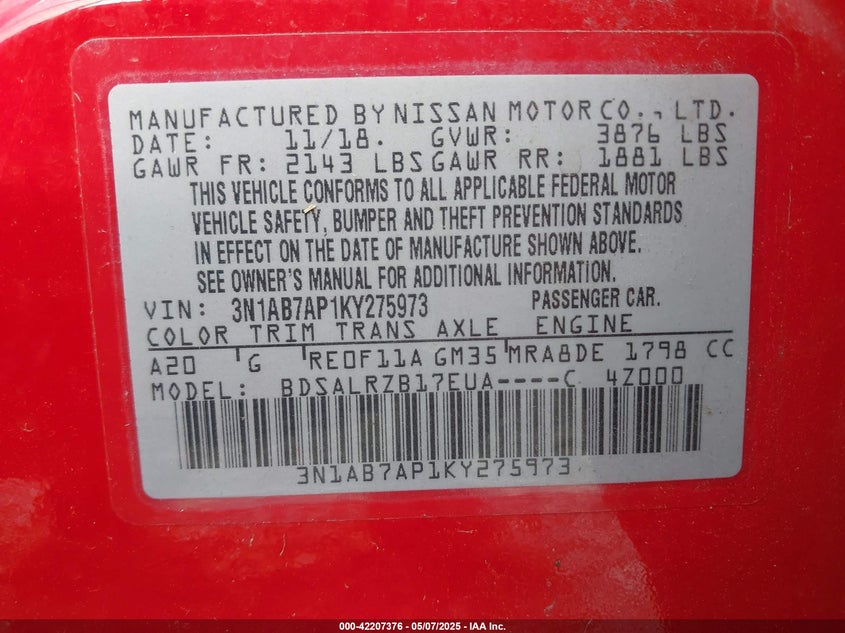 MANUFACTURED BY NISSAN MOTOR CO., LTD.
DATE: 11/18. GVWR: 3876 LBS
GAWR FR: 2143 LBS GAWR RR: 1881 LBS
THIS VEHICLE CONFORMS TO ALL APPLICABLE FEDERAL MOTOR
VEHICLE SAFETY, BUMPER AND THEFT PREVENTION STANDARDS
IN EFFECT ON THE DATE OF MANUFACTURE SHOWN ABOVE.
SEE OWNER'S MANUAL FOR ADDITIONAL INFORMATION.
VIN: 3N1AB7AP1KY275973 PASSENGER CAR.
COLOR TRIM TRANS AXLE ENGINE
A20 G RE0F11A GM35 MRA8DE 1798 CC
MODEL: BDSALRZB17EUA----C 4Z000
3N1AB7AP1KY275973
000-42207376 | 05/07/2025 | IAA Inc.